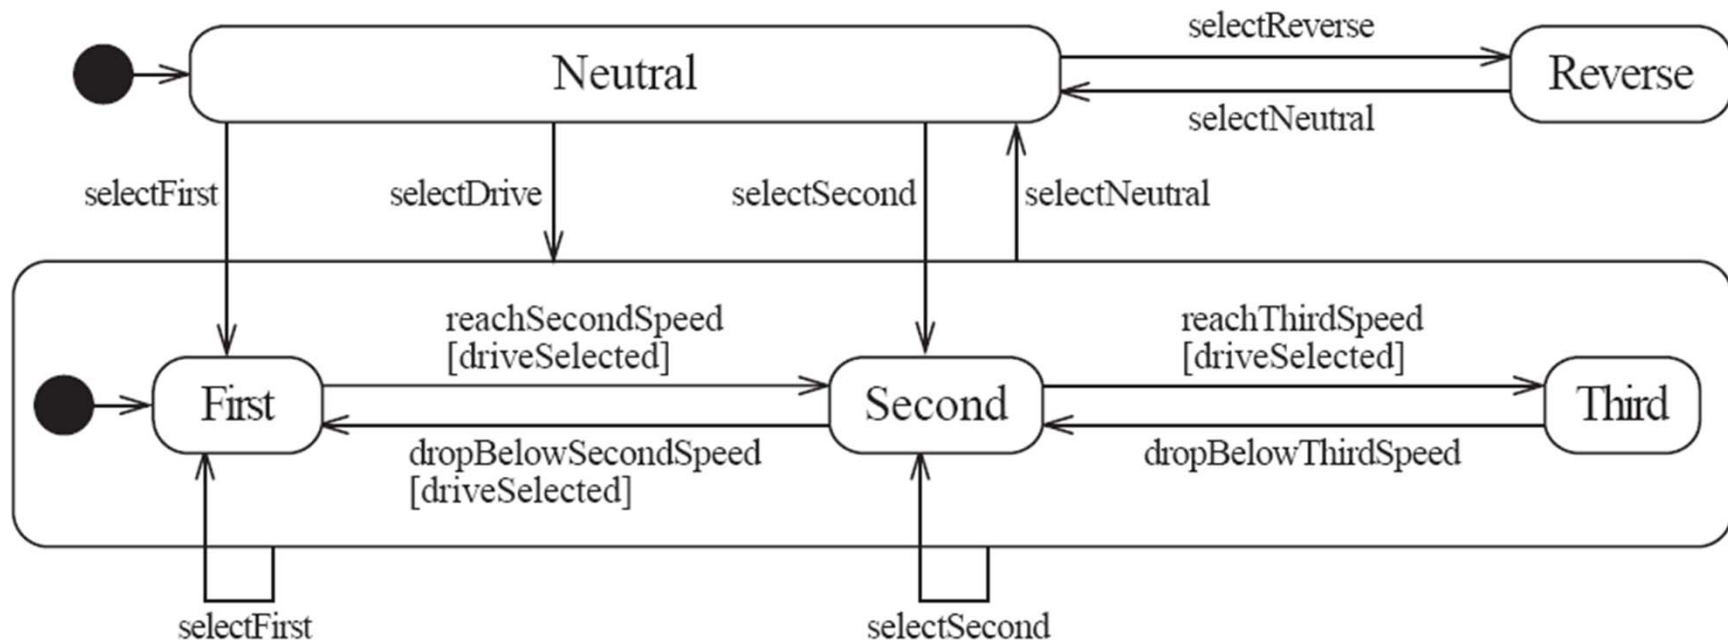 selectReverse
Neutral
Reverse
selectNeutral
selectFirst
selectDrive
selectSecond
selectNeutral
reachSecondSpeed
[driveSelected]
reachThirdSpeed
[driveSelected]
First
Second
Third
dropBelowSecondSpeed
[driveSelected]
dropBelowThirdSpeed
selectFirst
selectSecond